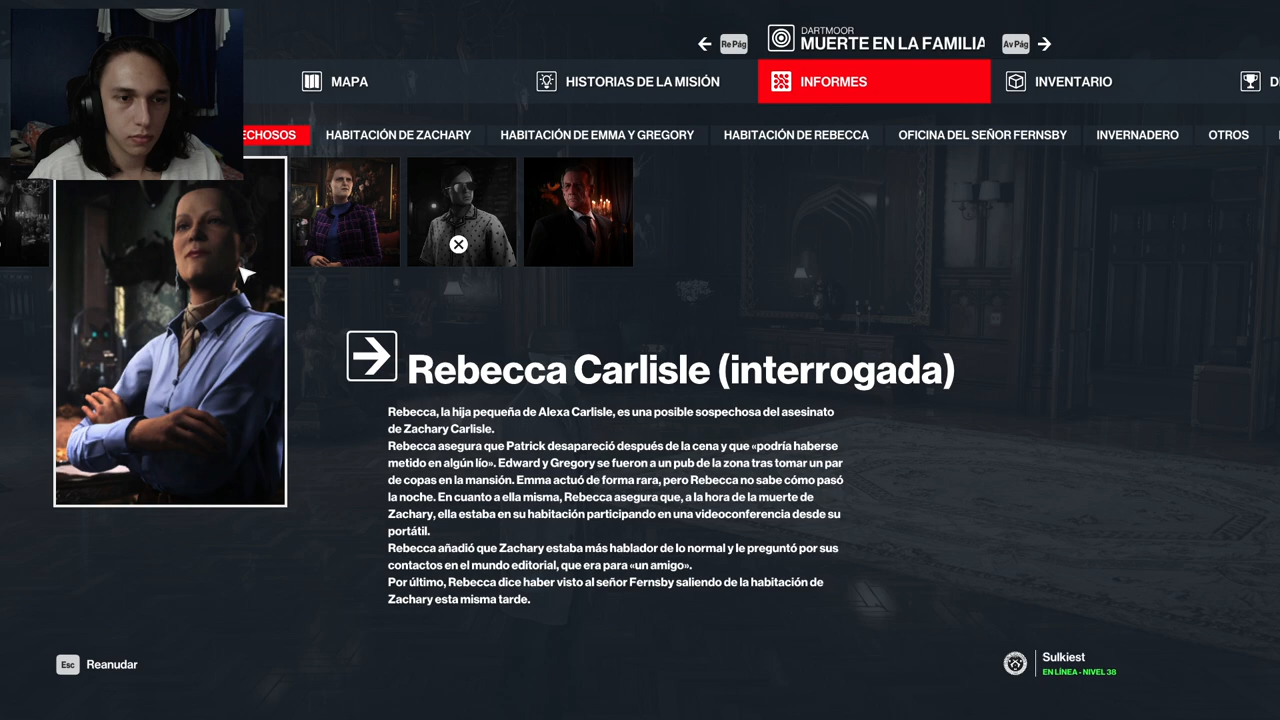 DARTMOOR
Re Pág MUERTE EN LA FAMILIA Av Pág
MAPA HISTORIAS DE LA MISIÓN INFORMES INVENTARIO D
ECHOSOS HABITACIÓN DE ZACHARY HABITACIÓN DE EMMA Y GREGORY HABITACIÓN DE REBECCA OFICINA DEL SEÑOR FERNSBY INVERNADERO OTROS
Rebecca Carlisle (interrogada)
Rebecca, la hija pequeña de Alexa Carlisle, es una posible sospechosa del asesinato
de Zachary Carlisle.
Rebecca asegura que Patrick desapareció después de la cena y que «podría haberse
metido en algún lío». Edward y Gregory se fueron a un pub de la zona tras tomar un par
de copas en la mansión. Emma actuó de forma rara, pero Rebecca no sabe cómo pasó
la noche. En cuanto a ella misma, Rebecca asegura que, a la hora de la muerte de
Zachary, ella estaba en su habitación participando en una videoconferencia desde su
portátil.
Rebecca añadió que Zachary estaba más hablador de lo normal y le preguntó por sus
contactos en el mundo editorial, que era para «un amigo».
Por último, Rebecca dice haber visto al señor Fernsby saliendo de la habitación de
Zachary esta misma tarde.
Esc Reanudar
Sulkiest
EN LÍNEA - NIVEL 38